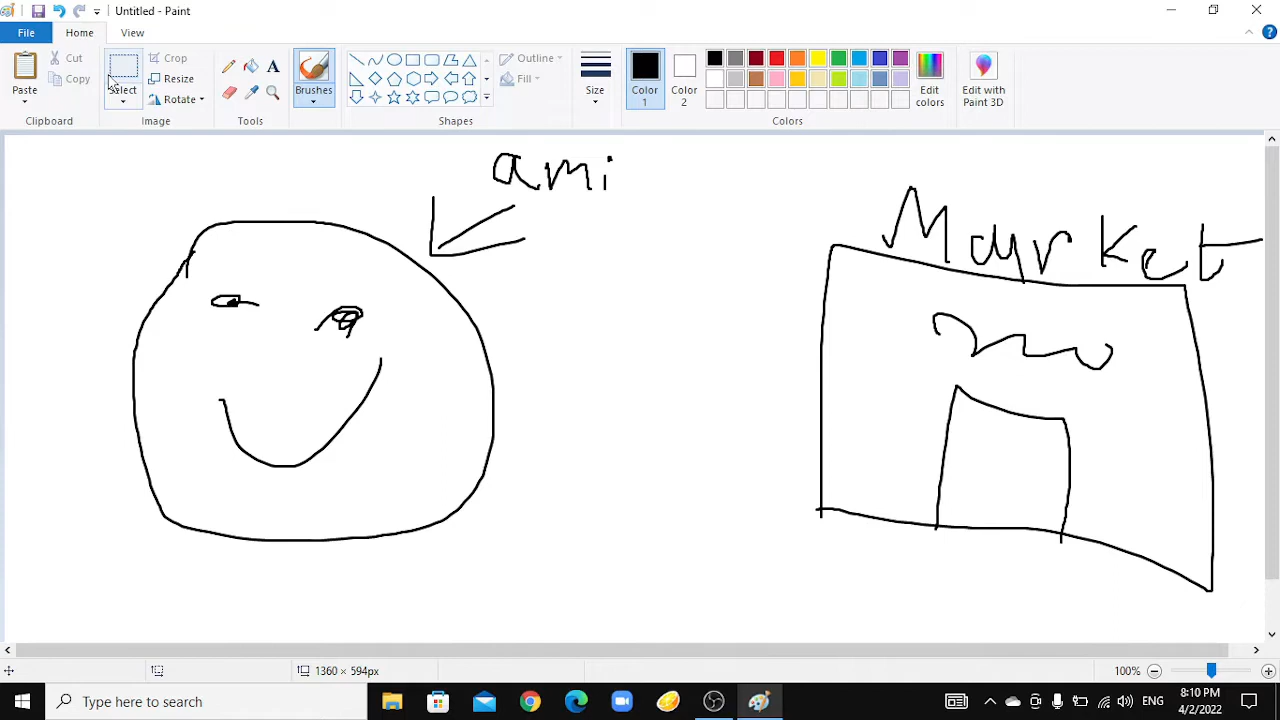 Untitled - Paint
File Home View
Paste
Cut
Copy
Clipboard
Select
Crop
Resize
Rotate
Image
Tools
Brushes
Shapes
Outline
Fill
Size
Color 1
Color 2
Edit colors
Colors
Edit with Paint 3D
ami
Market
1360 × 594px
100%
Type here to search
ENG
8:10 PM
4/2/2022